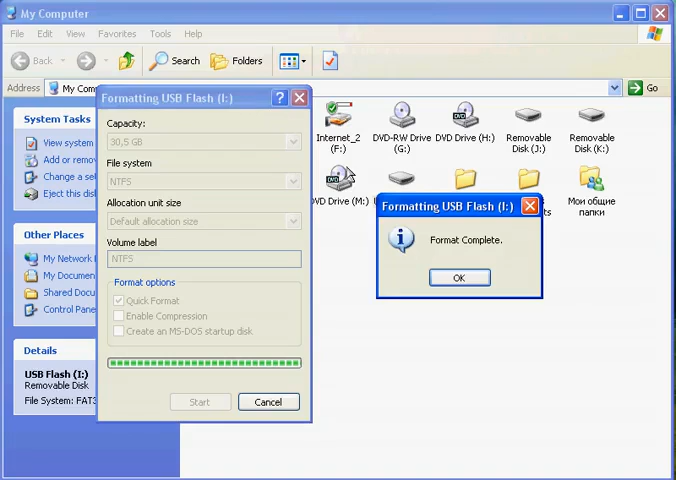 My Computer
File Edit View Favorites Tools Help
Back Search Folders
Address My Com Go
System Tasks
View system
Add or remov
Change a set
Eject this disk
Other Places
My Network
My Documen
Shared Docu
Control Pane
Details
USB Flash (I:)
Removable Disk
File System: FAT3
Formatting USB Flash (I:)
Capacity:
30,5 GB
File system
NTFS
Allocation unit size
Default allocation size
Volume label
NTFS
Format options
Quick Format
Enable Compression
Create an MS-DOS startup disk
Start Cancel
Internet_2
(F:)
DVD-RW Drive
(G:)
DVD Drive (H:)
Removable
Disk (J:)
Removable
Disk (K:)
DVD Drive (M:)
Мои общие
папки
Formatting USB Flash (I:)
Format Complete.
OK